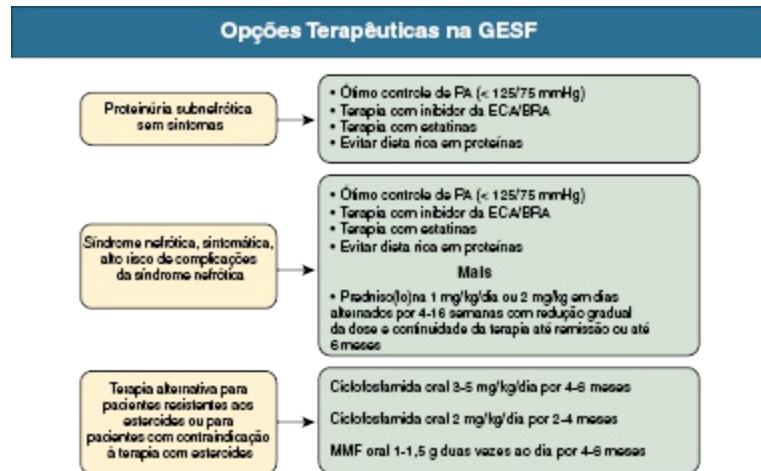 Opções Terapêuticas na GESF
Proteinúria subnefrótica
sem sintomas
• Ótimo controle de PA (< 125/75 mmHg)
• Terapia com inibidor da ECA/BRA
• Terapia com estatinas
• Evitar dieta rica em proteínas
Síndrome nefrótica, sintomática,
alto risco de complicações
da síndrome nefrótica
• Ótimo controle de PA (< 125/75 mmHg)
• Terapia com inibidor da ECA/BRA
• Terapia com estatinas
• Evitar dieta rica em proteínas
Mais
• Predniso(lo)na 1 mg/kg/dia ou 2 mg/kg em dias
alternados por 4-16 semanas com redução gradual
da dose e continuidade da terapia até remissão ou até
6 meses
Terapia alternativa para
pacientes resistentes aos
esteroides ou para
pacientes com contraindicação
à terapia com esteroides
Ciclofosfamida oral 3-5 mg/kg/dia por 4-6 meses
Ciclofosfamida oral 2 mg/kg/dia por 2-4 meses
MMF oral 1-1,5 g duas vezes ao dia por 4-6 meses